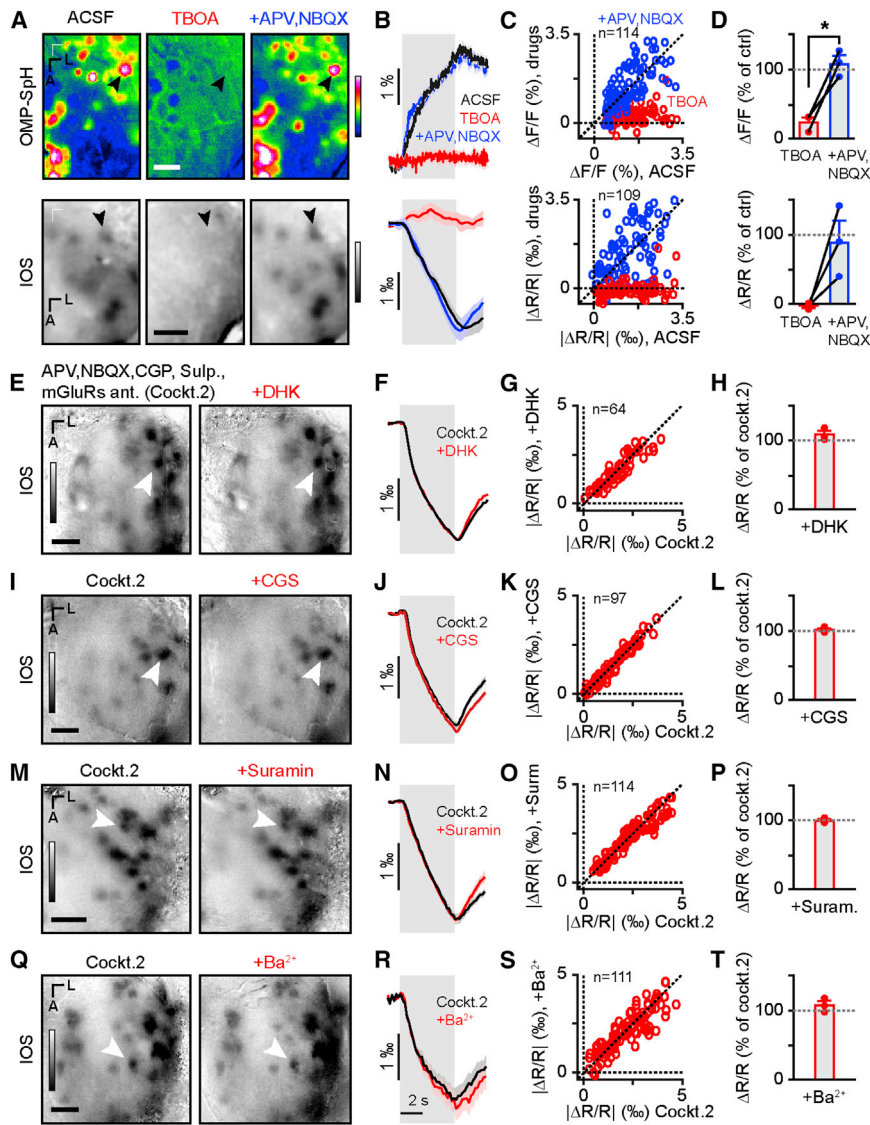 A
ACSF
TBOA
+APV,NBQX
OMP-SpH
L
A
IOS
L
A
B
1 %
ACSF
TBOA
+APV,NBQX
1 ‰
C
+APV,NBQX
n=114
3.5
TBOA
0
0
3.5
ΔF/F (%), drugs
ΔF/F (%), ACSF
n=109
3.5
0
0
3.5
|ΔR/R| (‰), drugs
|ΔR/R| (‰), ACSF
D
*
100
0
ΔF/F (% of ctrl)
TBOA
+APV,
NBQX
100
0
ΔR/R (% of ctrl)
TBOA
+APV,
NBQX
E
APV,NBQX,CGP, Sulp.,
mGluRs ant. (Cockt.2)
+DHK
IOS
L
A
F
Cockt.2
+DHK
1 ‰
G
n=64
5
0
0
5
|ΔR/R| (‰), +DHK
|ΔR/R| (‰) Cockt.2
H
100
0
ΔR/R (% of cockt.2)
+DHK
I
Cockt.2
+CGS
IOS
L
A
J
Cockt.2
+CGS
1 ‰
K
n=97
5
0
0
5
|ΔR/R| (‰), +CGS
|ΔR/R| (‰) Cockt.2
L
100
0
ΔR/R (% of cockt.2)
+CGS
M
Cockt.2
+Suramin
IOS
L
A
N
Cockt.2
+Suramin
1 ‰
O
n=114
5
0
0
5
|ΔR/R| (‰), +Surm
|ΔR/R| (‰) Cockt.2
P
100
0
ΔR/R (% of cockt.2)
+Suram.
Q
Cockt.2
+Ba²⁺
IOS
L
A
R
Cockt.2
+Ba²⁺
1 ‰
2 s
S
n=111
5
0
0
5
|ΔR/R| (‰), +Ba²⁺
|ΔR/R| (‰) Cockt.2
T
100
0
ΔR/R (% of cockt.2)
+Ba²⁺